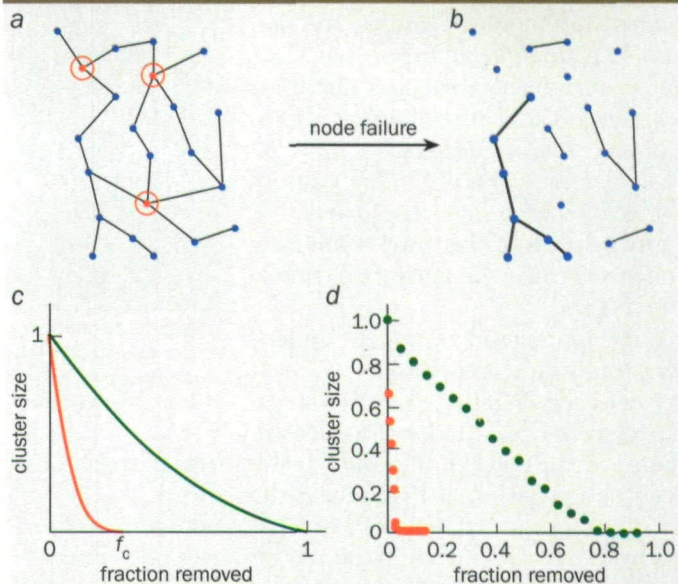 a
b
node failure
c
1
cluster size
0
f_c
1
fraction removed
d
1.0
0.8
0.6
0.4
0.2
0
cluster size
0
0.2
0.4
0.6
0.8
1.0
fraction removed